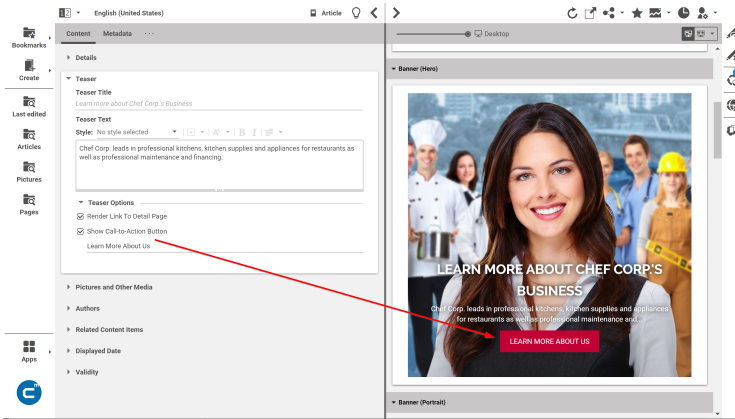 English (United States)
Article
Bookmarks
Create
Last edited
Articles
Pictures
Pages
Apps
Content
Metadata
...
Details
Teaser
Teaser Title
Learn more about Chef Corp.'s Business
Teaser Text
Style: No style selected
B I
Chef Corp. leads in professional kitchens, kitchen supplies and appliances for restaurants as
well as professional maintenance and financing.
Teaser Options
Render Link To Detail Page
Show Call-to-Action Button
Learn More About Us
Pictures and Other Media
Authors
Related Content Items
Displayed Date
Validity
Desktop
Banner (Hero)
LEARN MORE ABOUT CHEF CORP.'S
BUSINESS
Chef Corp. leads in professional kitchens, kitchen supplies and appliances
for restaurants as well as professional maintenance and...
LEARN MORE ABOUT US
Banner (Portrait)